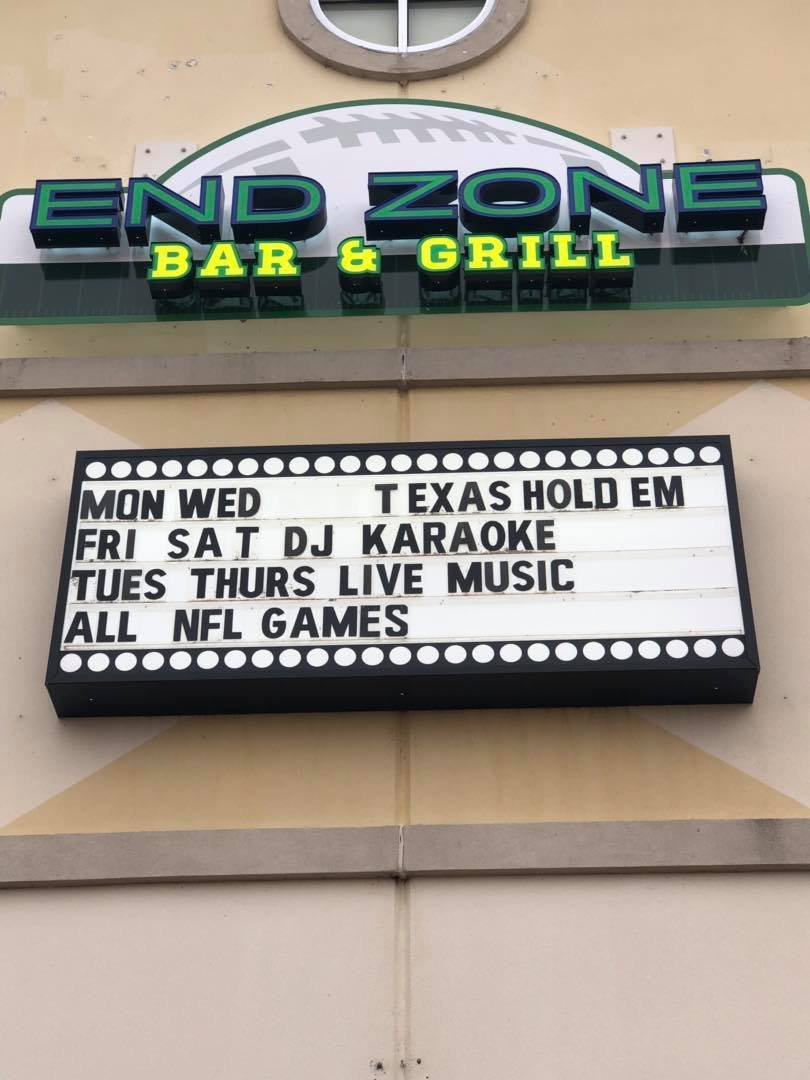 END ZONE
BAR & GRILL
MON WED TEXAS HOLD EM
FRI SAT DJ KARAOKE
TUES THURS LIVE MUSIC
ALL NFL GAMES